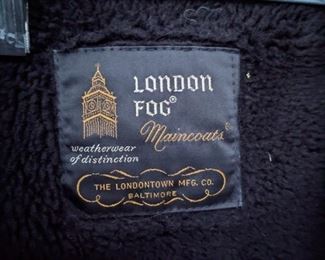 LONDON
FOG®
Maincoats®
weatherwear
of distinction
THE LONDONTOWN MFG. CO.
BALTIMORE